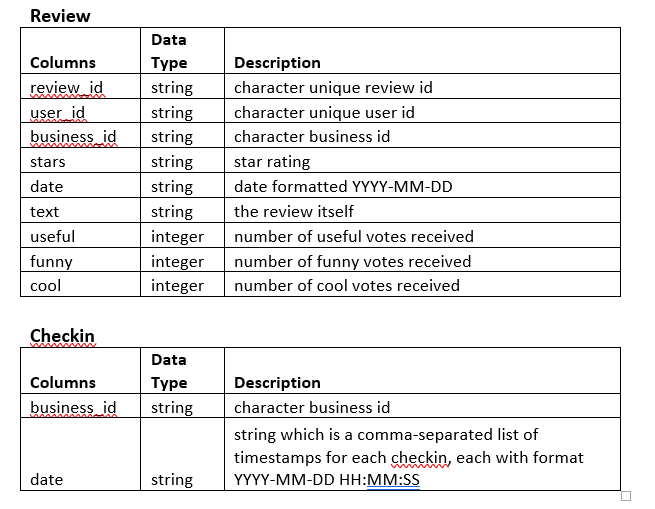 Review
Columns Data Type Description
review_id string character unique review id
user_id string character unique user id
business_id string character business id
stars string star rating
date string date formatted YYYY-MM-DD
text string the review itself
useful integer number of useful votes received
funny integer number of funny votes received
cool integer number of cool votes received
Checkin
Columns Data Type Description
business_id string character business id
date string string which is a comma-separated list of
timestamps for each checkin, each with format
YYYY-MM-DD HH:MM:SS